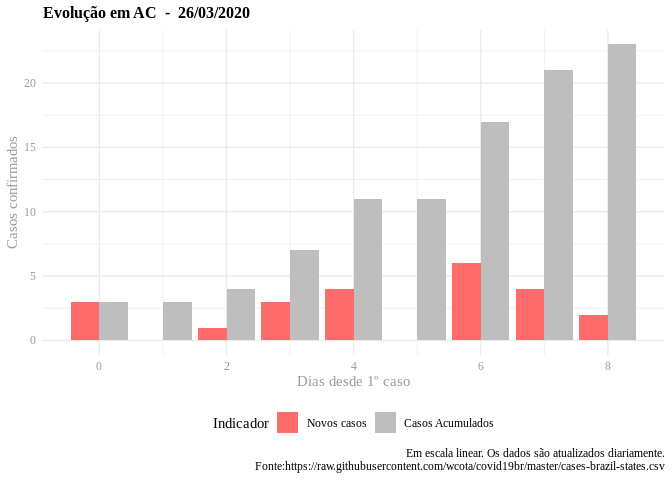 Evolução em AC  -  26/03/2020
Casos confirmados
20
15
10
5
0
0 2 4 6 8
Dias desde 1º caso
Indicador Novos casos Casos Acumulados
Em escala linear. Os dados são atualizados diariamente.
Fonte:https://raw.githubusercontent.com/wcota/covid19br/master/cases-brazil-states.csv